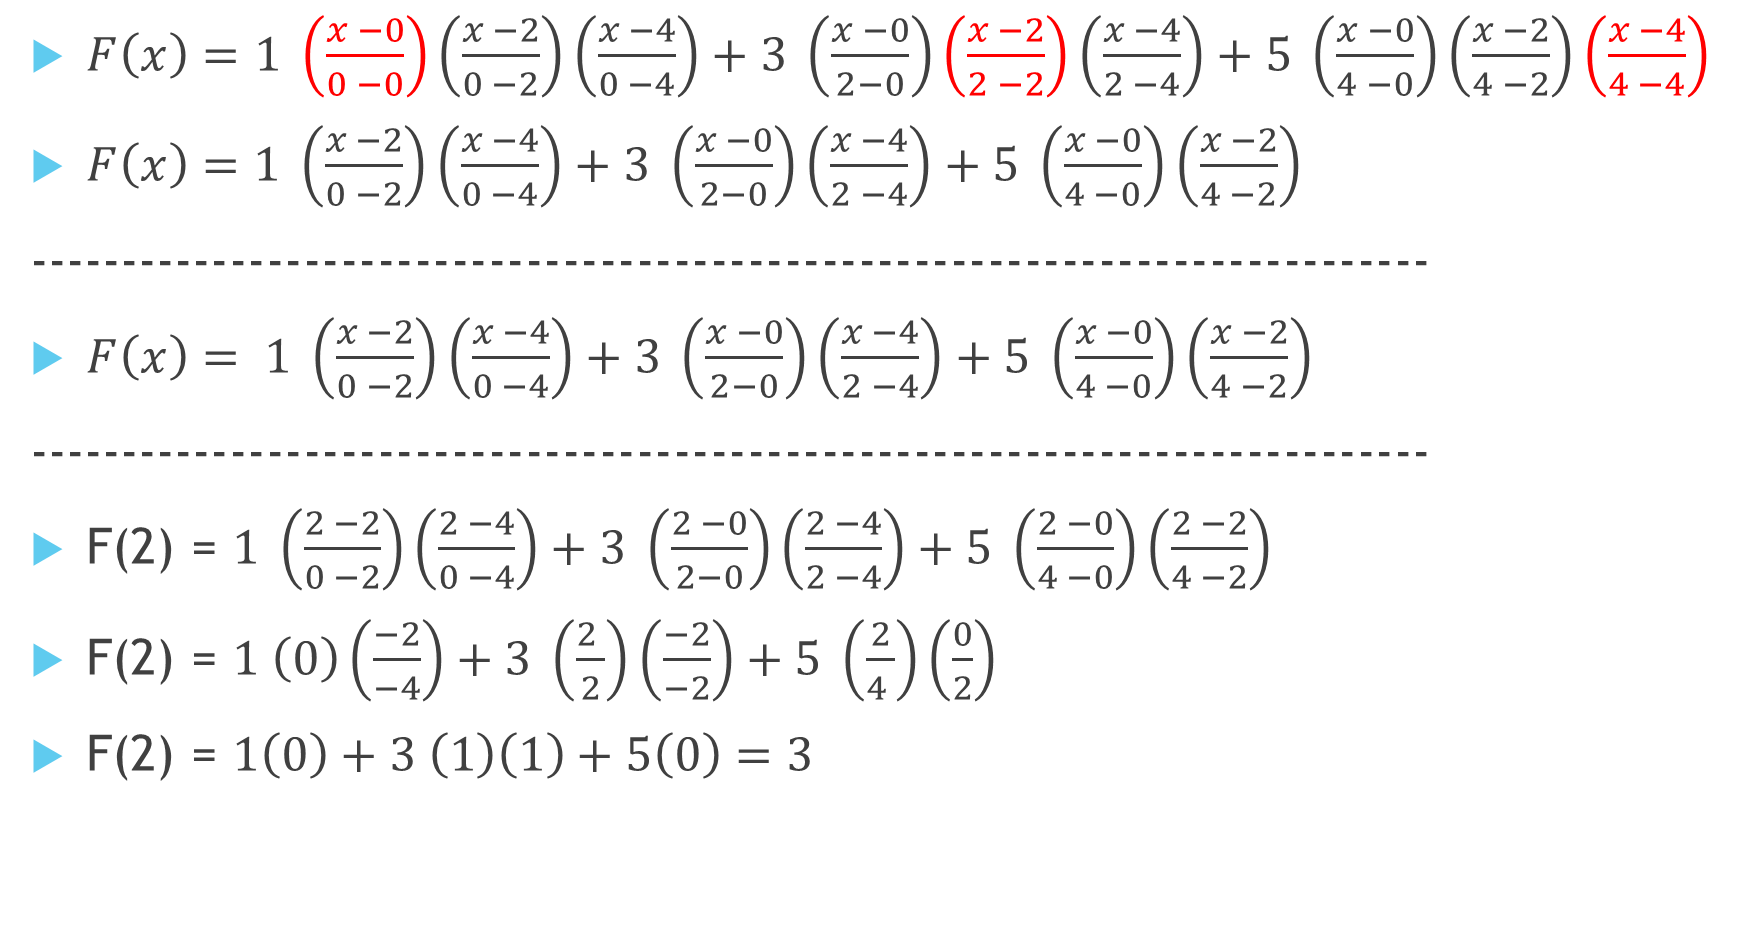 F(x) = 1 ((x −0)/(0 −0)) ((x −2)/(0 −2)) ((x −4)/(0 −4)) + 3 ((x −0)/(2−0)) ((x −2)/(2 −2)) ((x −4)/(2 −4)) + 5 ((x −0)/(4 −0)) ((x −2)/(4 −2)) ((x −4)/(4 −4))
F(x) = 1 ((x −2)/(0 −2)) ((x −4)/(0 −4)) + 3 ((x −0)/(2−0)) ((x −4)/(2 −4)) + 5 ((x −0)/(4 −0)) ((x −2)/(4 −2))
F(x) = 1 ((x −2)/(0 −2)) ((x −4)/(0 −4)) + 3 ((x −0)/(2−0)) ((x −4)/(2 −4)) + 5 ((x −0)/(4 −0)) ((x −2)/(4 −2))
F(2) = 1 ((2 −2)/(0 −2)) ((2 −4)/(0 −4)) + 3 ((2 −0)/(2−0)) ((2 −4)/(2 −4)) + 5 ((2 −0)/(4 −0)) ((2 −2)/(4 −2))
F(2) = 1 (0) (−2/−4) + 3 (2/2) (−2/−2) + 5 (2/4) (0/2)
F(2) = 1(0) + 3 (1)(1) + 5(0) = 3